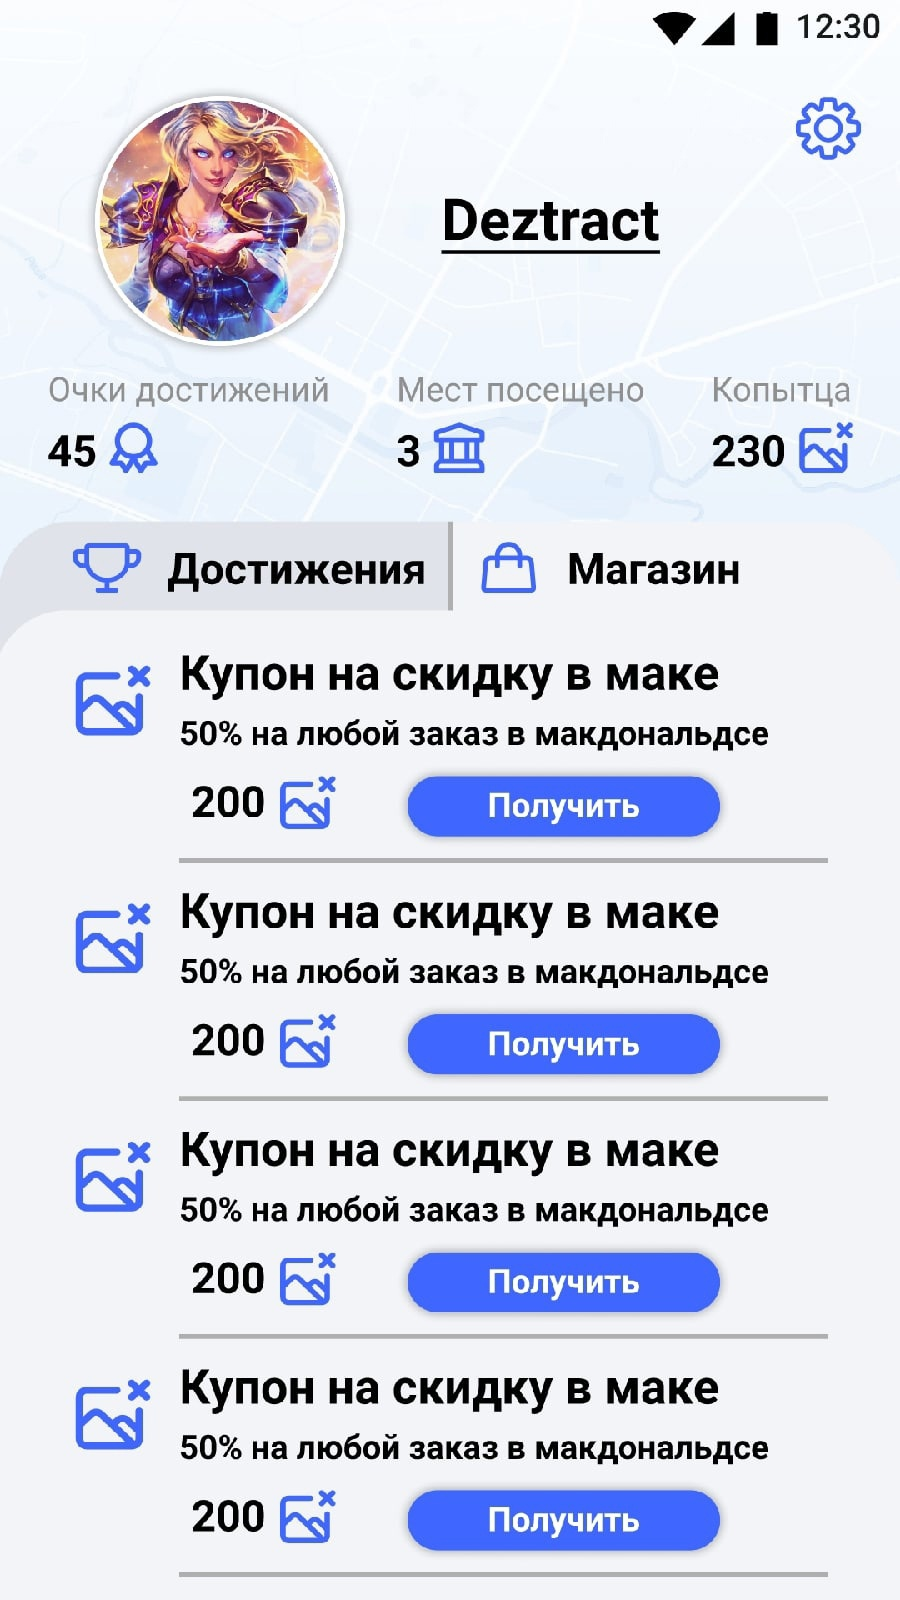 12:30
Deztract
Очки достижений
Мест посещено
Копытца
45
3
230
Достижения
Магазин
Купон на скидку в маке
50% на любой заказ в макдональдсе
200
Получить
Купон на скидку в маке
50% на любой заказ в макдональдсе
200
Получить
Купон на скидку в маке
50% на любой заказ в макдональдсе
200
Получить
Купон на скидку в маке
50% на любой заказ в макдональдсе
200
Получить